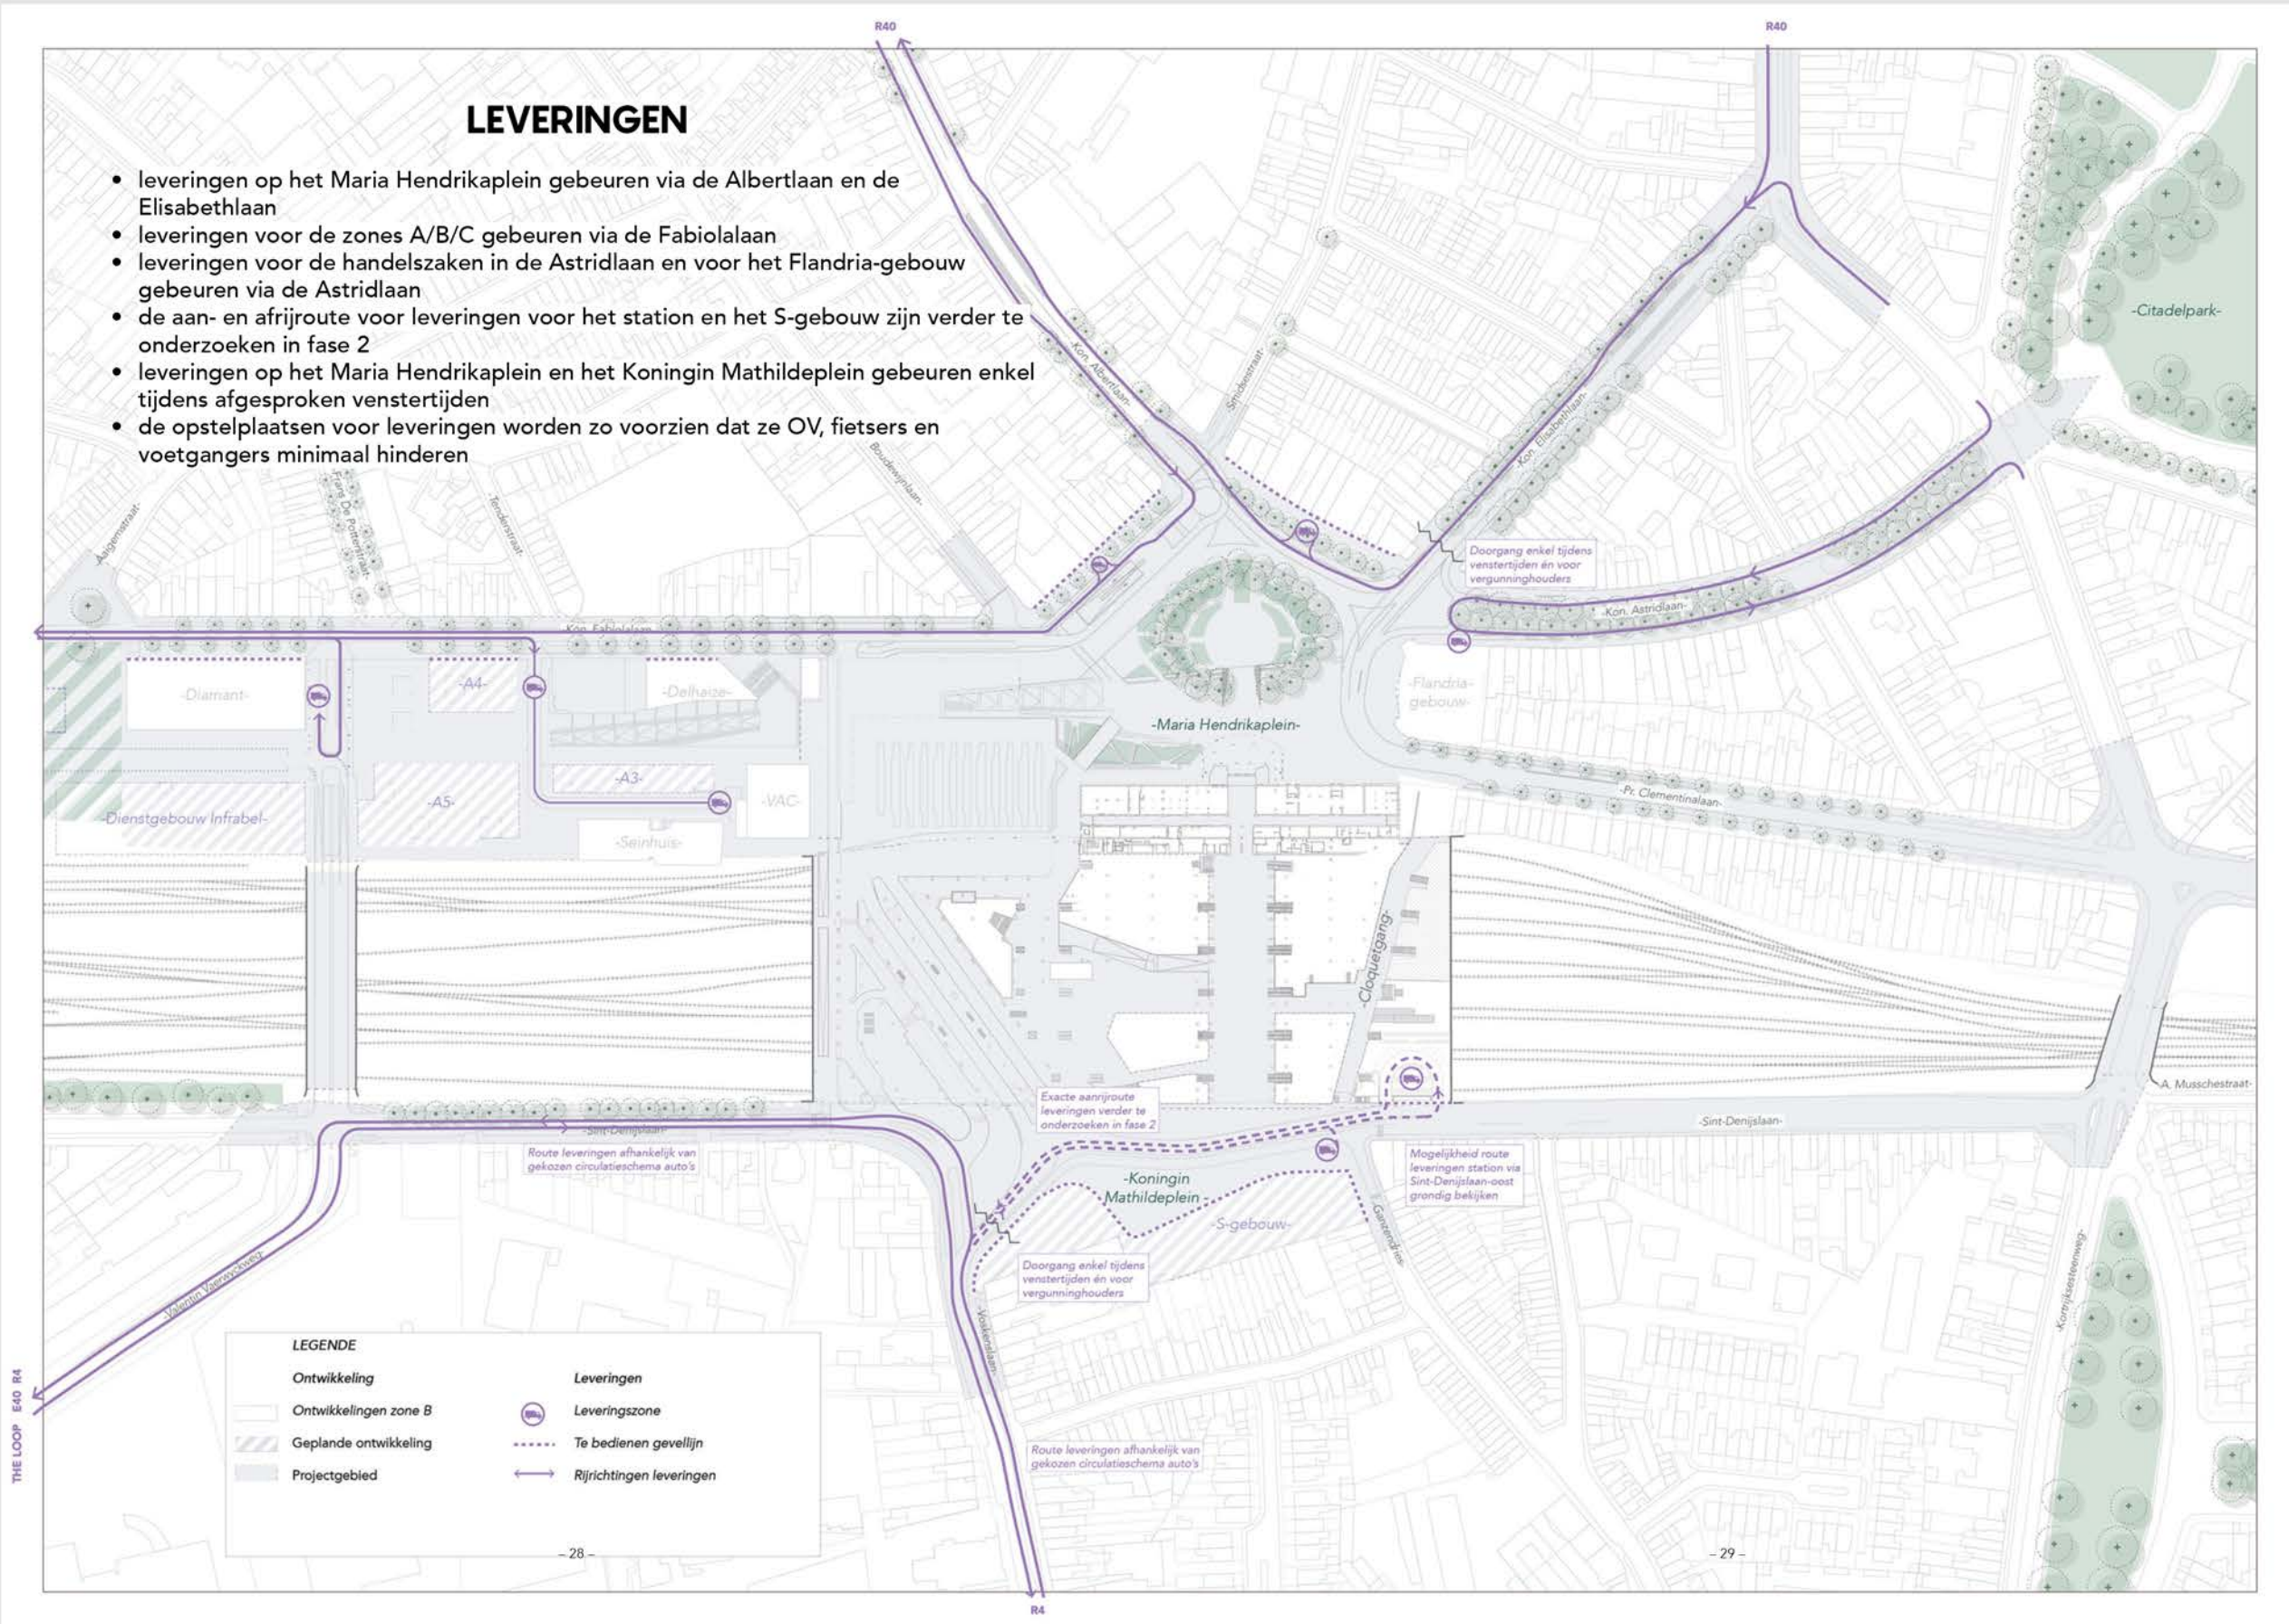 R40
R40
LEVERINGEN
• leveringen op het Maria Hendrikaplein gebeuren via de Albertlaan en de
Elisabethlaan
• leveringen voor de zones A/B/C gebeuren via de Fabiolalaan
• leveringen voor de handelszaken in de Astridlaan en voor het Flandria-gebouw
gebeuren via de Astridlaan
• de aan- en afrijroute voor leveringen voor het station en het S-gebouw zijn verder te
onderzoeken in fase 2
• leveringen op het Maria Hendrikaplein en het Koningin Mathildeplein gebeuren enkel
tijdens afgesproken venstertijden
• de opstelplaatsen voor leveringen worden zo voorzien dat ze OV, fietsers en
voetgangers minimaal hinderen
-Citadelpark-
-Kon. Albertlaan-
Smidsestraat-
-Kon. Elisabethlaan-
Boudewijnlaan-
-Aaigemstraat-
Frans De Potterstraat-
-Tenderstraat-
Doorgang enkel tijdens
venstertijden én voor
vergunninghouders
-Kon. Astridlaan-
-Kon. Fabiolalaan
-Diamant-
-A4-
-Delhaize-
-Flandria-
gebouw-
-Maria Hendrikaplein-
-A3-
-A5-
-VAC-
-Dienstgebouw Infrabel-
-Seinhuis-
-Pr. Clementinalaan-
-Cloquetgang-
-A. Musschestraat-
Exacte aanrijroute
leveringen verder te
onderzoeken in fase 2
-Sint-Denijslaan-
-Sint-Denijslaan-
Route leveringen afhankelijk van
gekozen circulatieschema auto's
Mogelijkheid route
leveringen station via
Sint-Denijslaan-oost
grondig bekijken
-Koningin
Mathildeplein-
-S-gebouw-
-Ganzendries-
Doorgang enkel tijdens
venstertijden én voor
vergunninghouders
-Valentin Vaerwyckweg-
-Voskenslaan-
-Kortrijksesteenweg-
THE LOOP E40 R4
LEGENDE
Ontwikkeling
Leveringen
Ontwikkelingen zone B
Leveringszone
Geplande ontwikkeling
Te bedienen gevellijn
Projectgebied
Rijrichtingen leveringen
Route leveringen afhankelijk van
gekozen circulatieschema auto's
– 28 –
– 29 –
R4